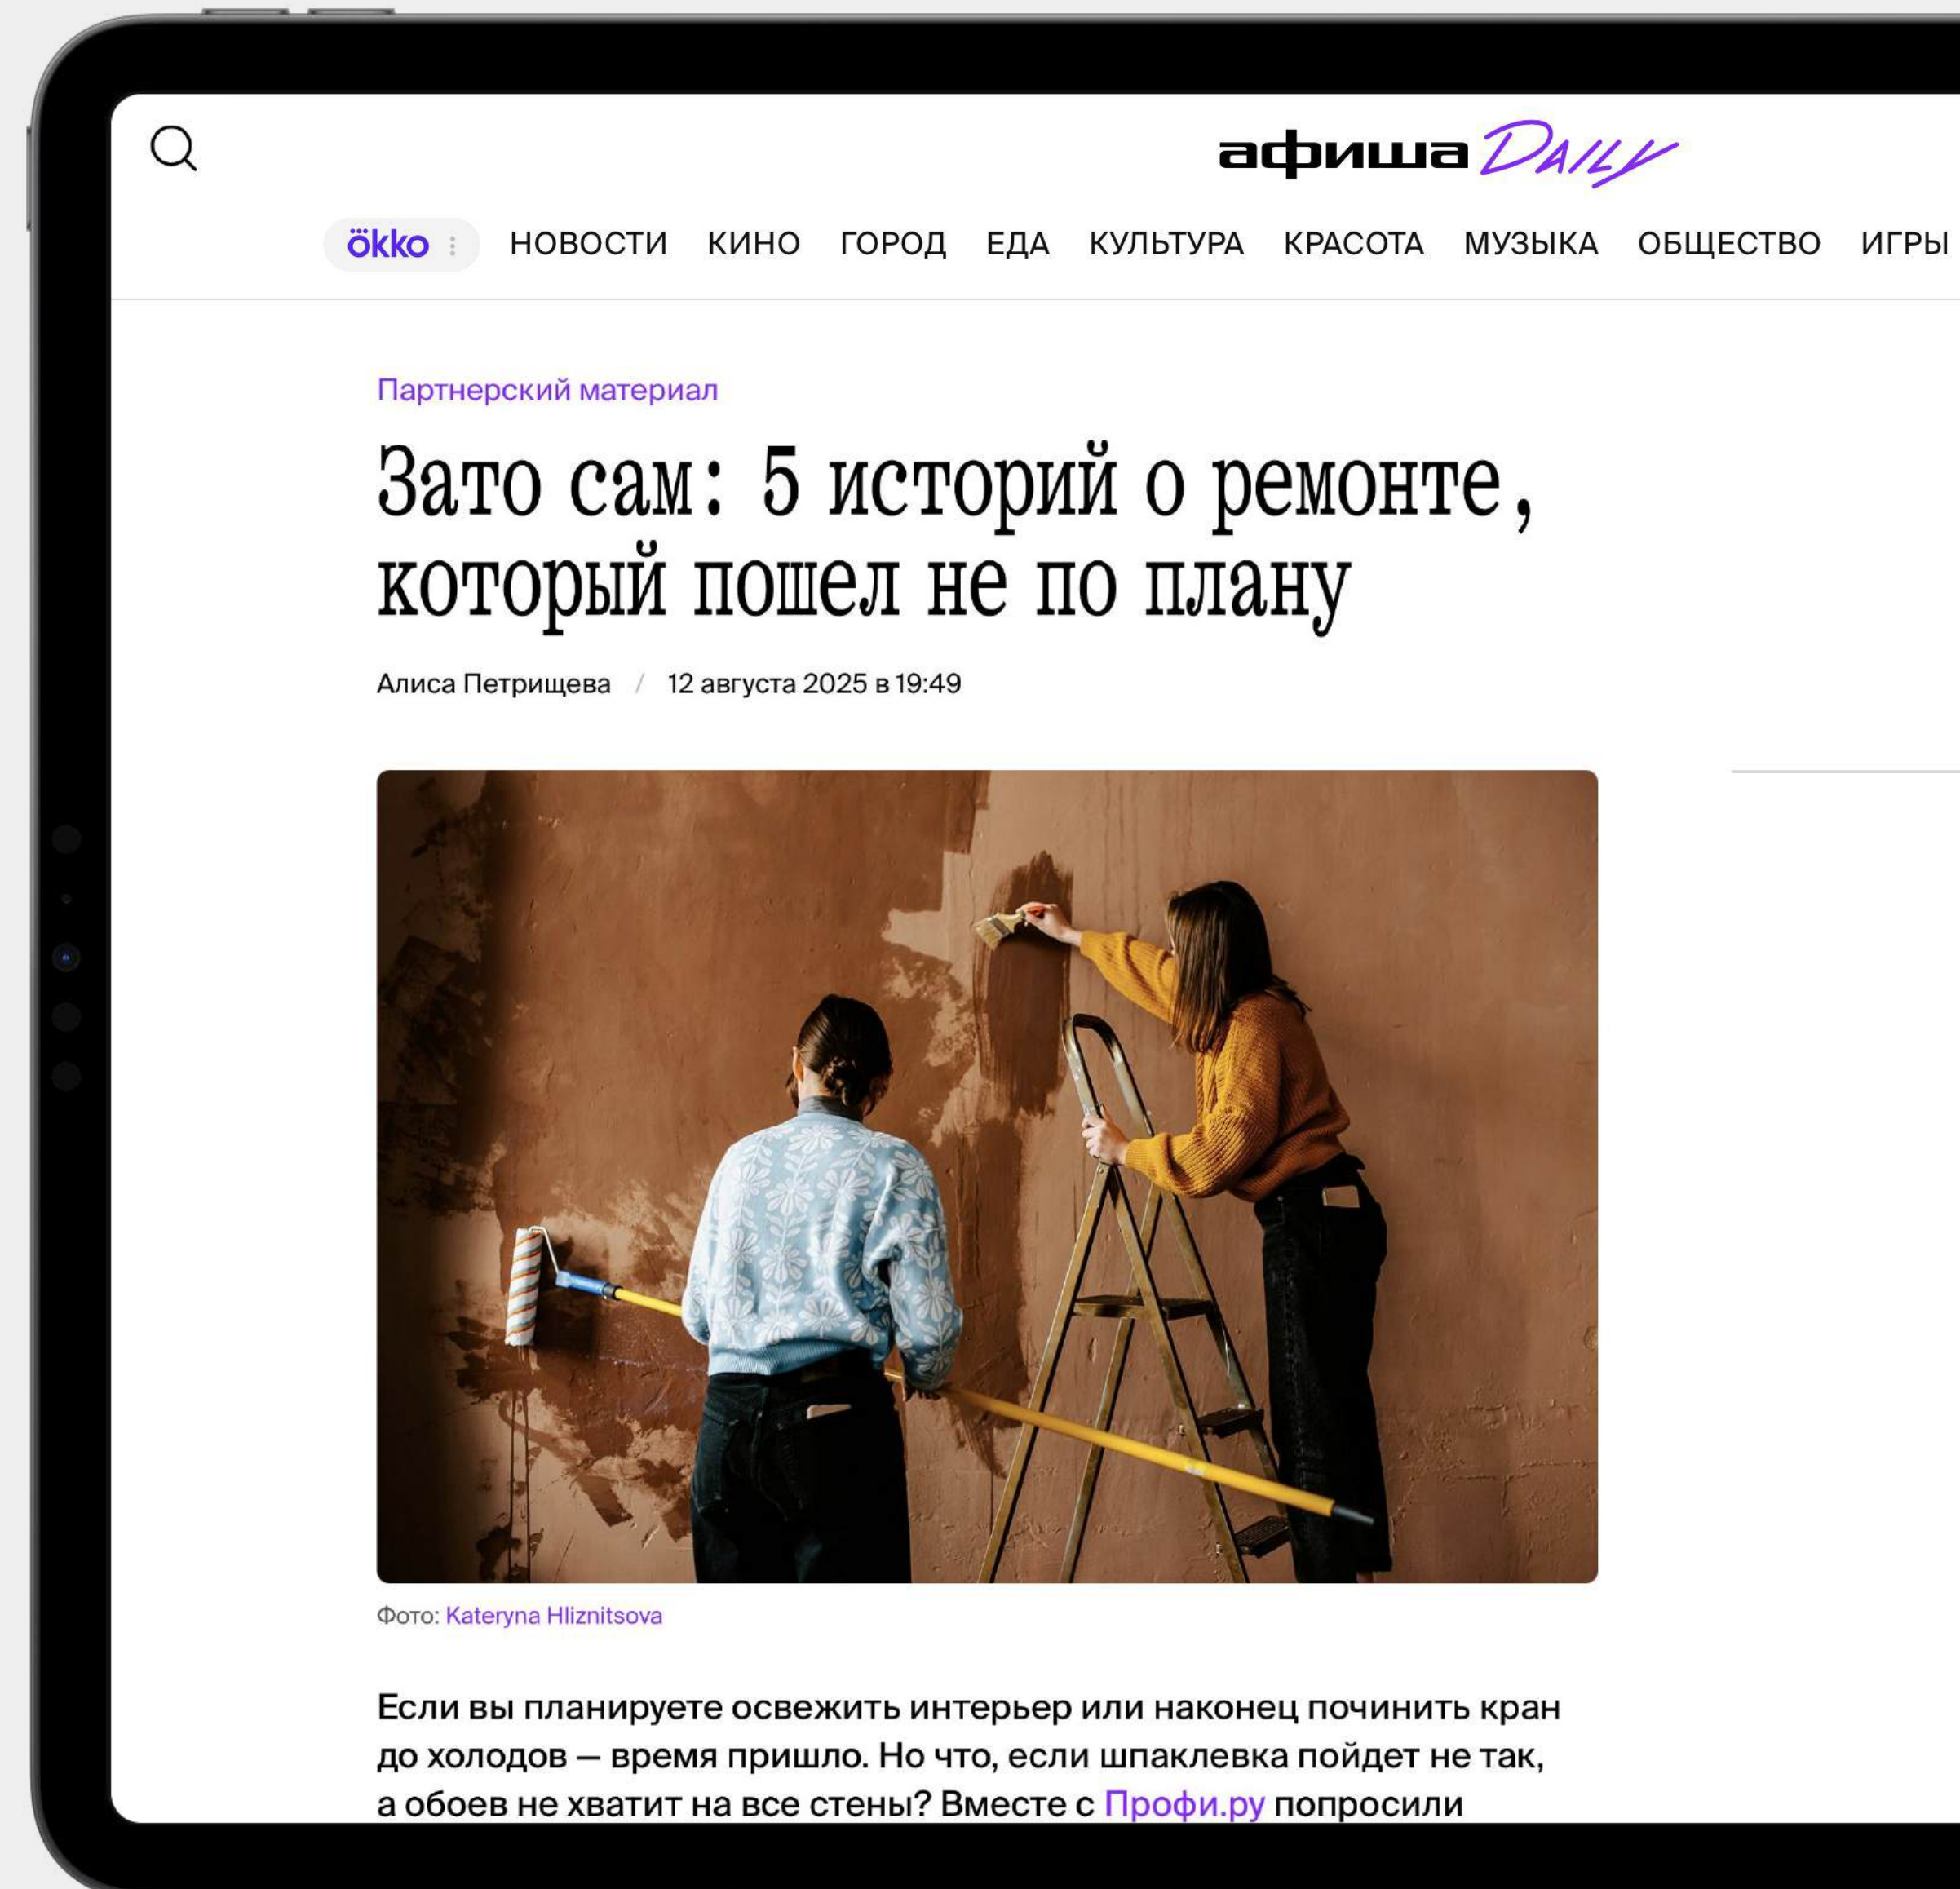 афиша DAILY
ökko НОВОСТИ КИНО ГОРОД ЕДА КУЛЬТУРА КРАСОТА МУЗЫКА ОБЩЕСТВО ИГРЫ
Партнерский материал
Зато сам: 5 историй о ремонте,
который пошел не по плану
Алиса Петрищева / 12 августа 2025 в 19:49
Фото: Kateryna Hliznitsova
Если вы планируете освежить интерьер или наконец починить кран
до холодов — время пришло. Но что, если шпаклевка пойдет не так,
а обоев не хватит на все стены? Вместе с Профи.ру попросили